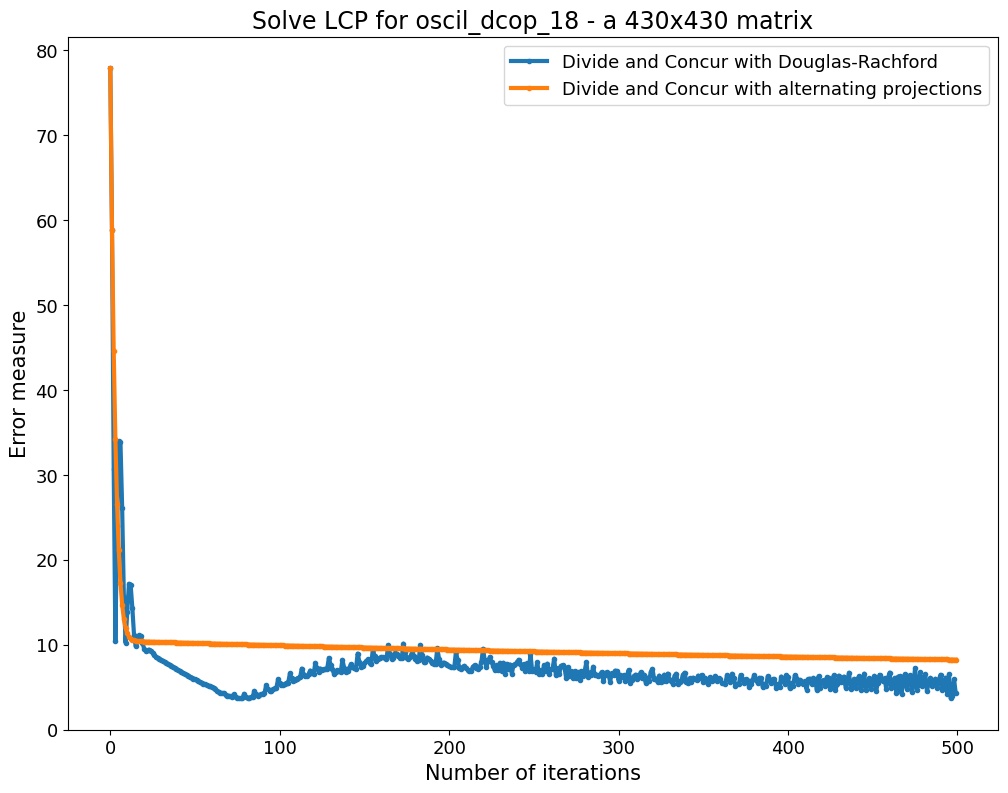 Solve LCP for oscil_dcop_18 - a 430x430 matrix
Divide and Concur with Douglas-Rachford
Divide and Concur with alternating projections
Error measure
80
70
60
50
40
30
20
10
0
0 100 200 300 400 500
Number of iterations